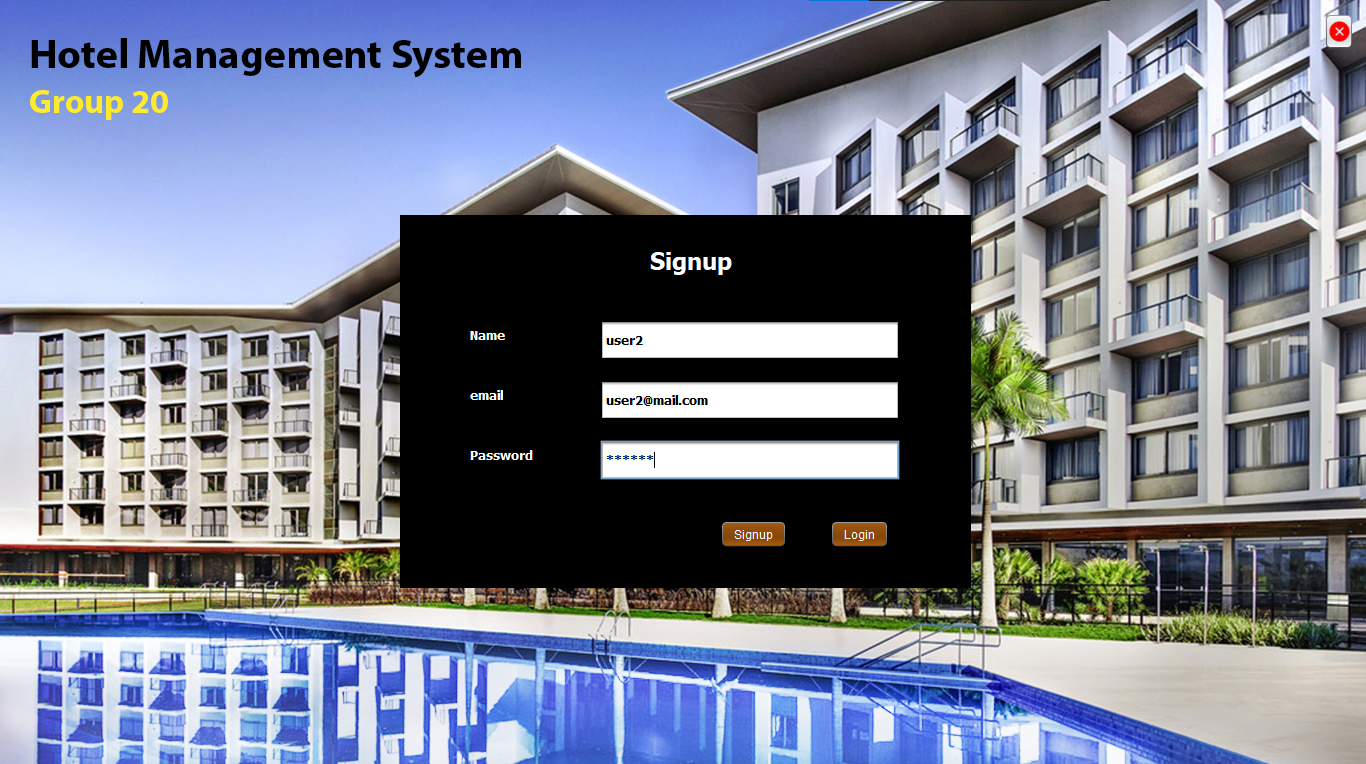 Hotel Management System
Group 20
Signup
Name
user2
email
user2@mail.com
Password
******
Signup
Login